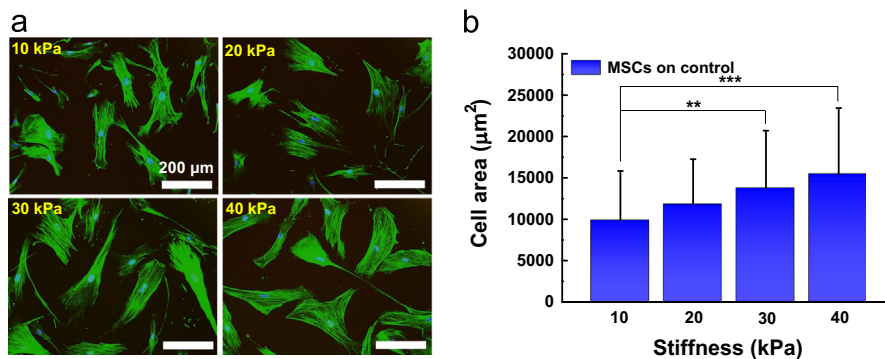 a
10 kPa
20 kPa
200 μm
30 kPa
40 kPa
b
MSCs on control
***
**
Cell area (μm²)
30000
25000
20000
15000
10000
5000
0
10 20 30 40
Stiffness (kPa)